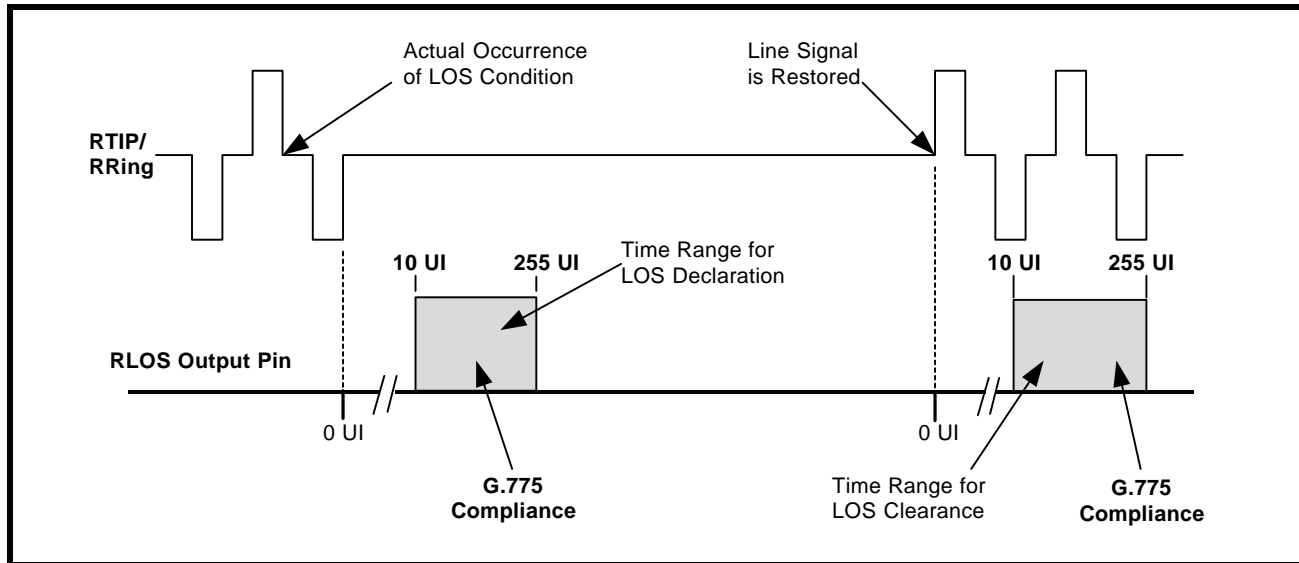 Actual Occurrence
of LOS Condition
Line Signal
is Restored
RTIP/
RRing
Time Range for
LOS Declaration
10 UI
255 UI
10 UI
255 UI
RLOS Output Pin
0 UI
0 UI
G.775
Compliance
Time Range for
LOS Clearance
G.775
Compliance